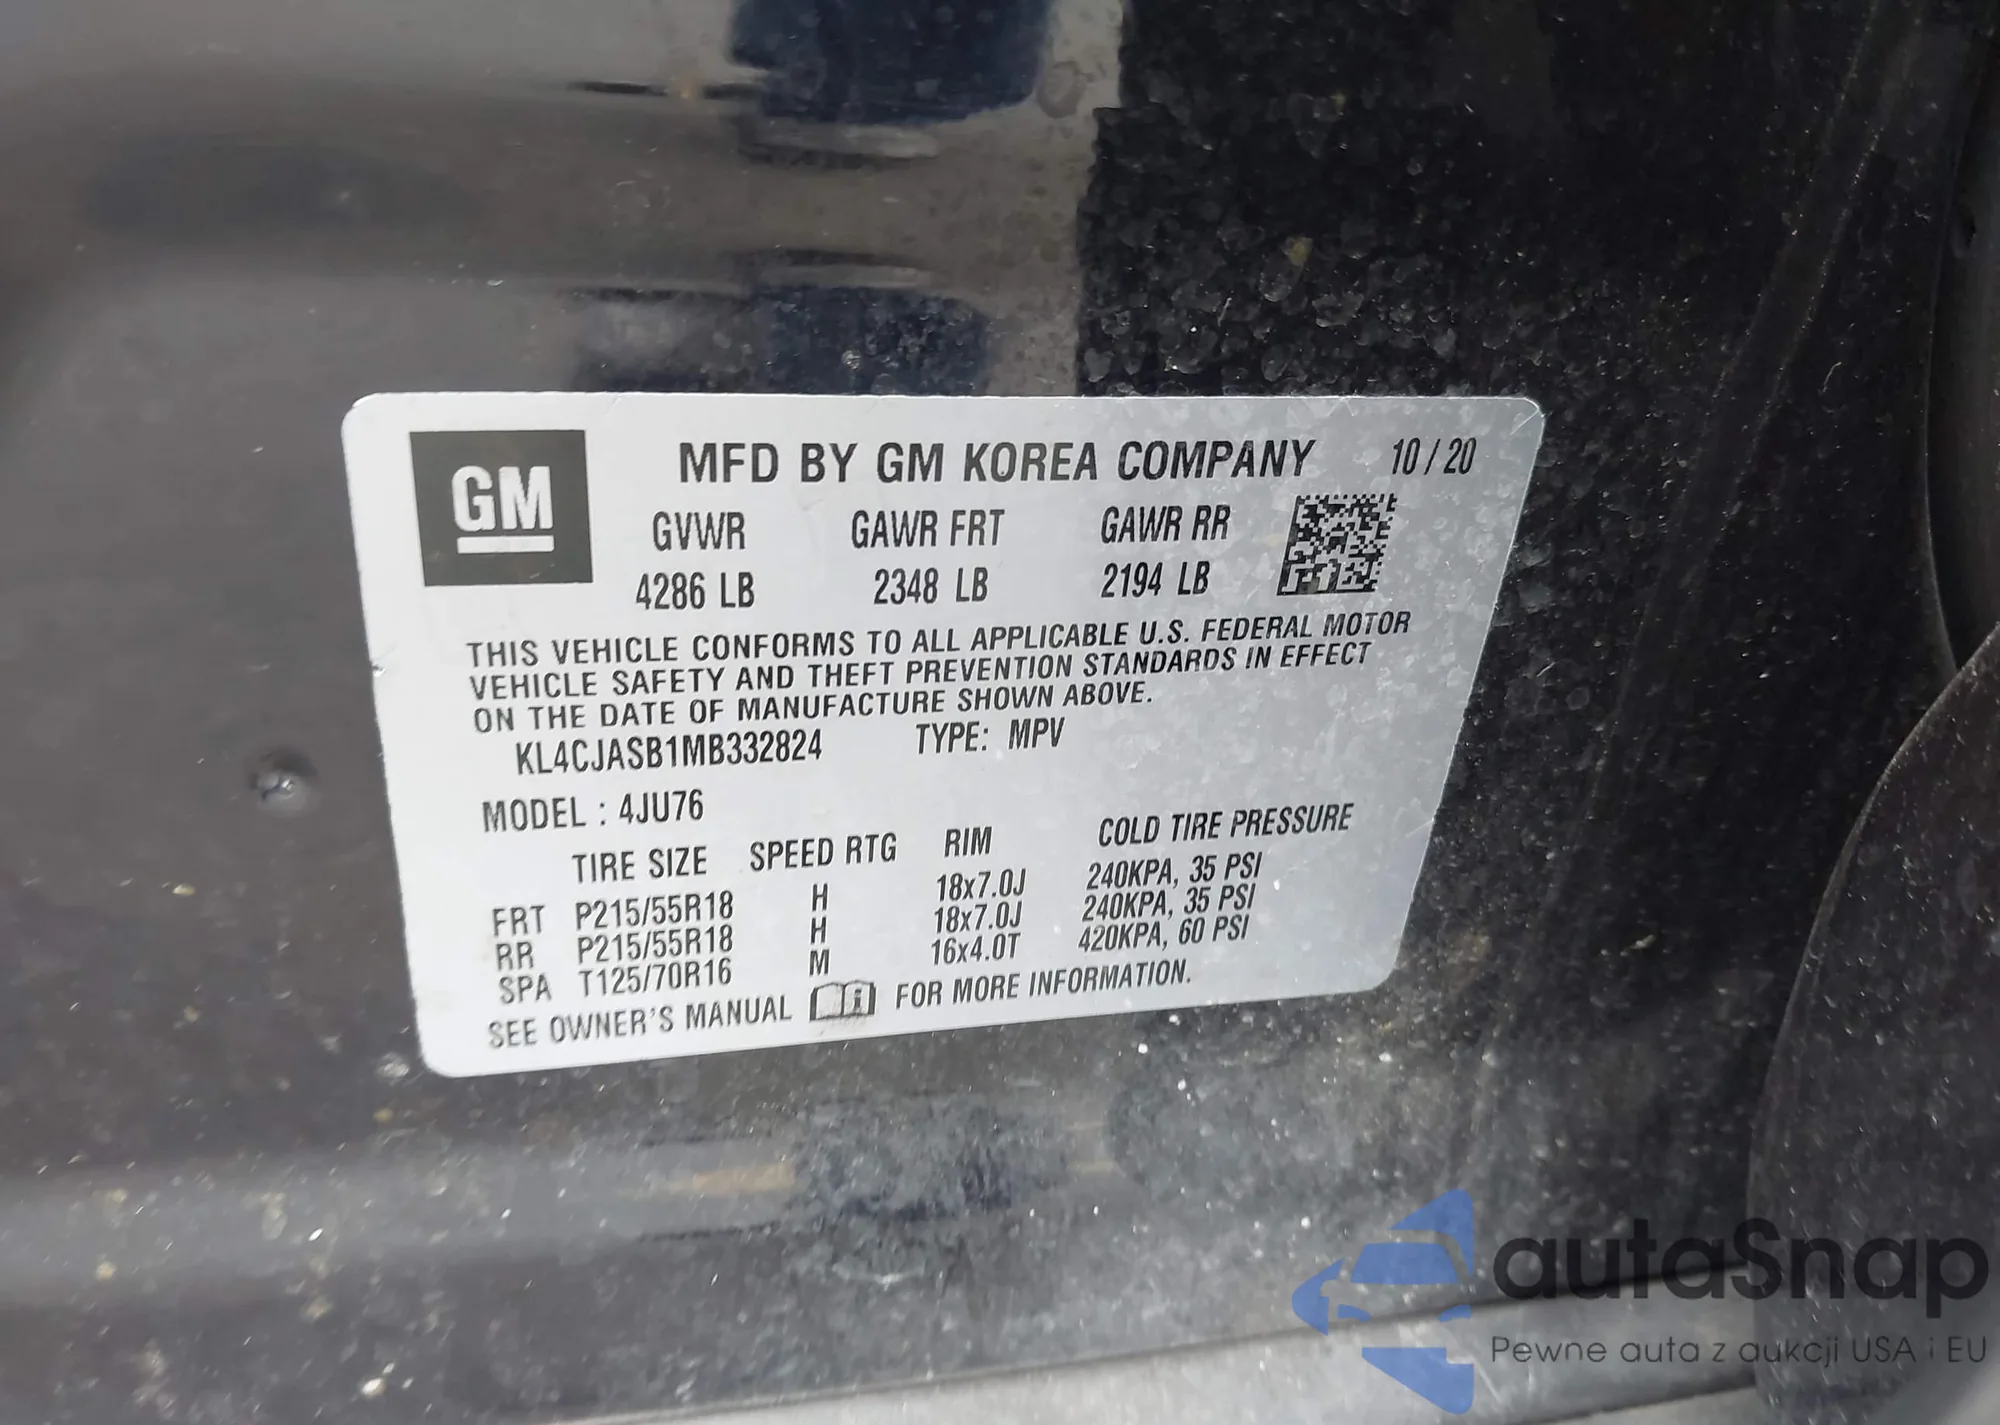 GM
MFD BY GM KOREA COMPANY 10/20
GVWR GAWR FRT GAWR RR
4286 LB 2348 LB 2194 LB
THIS VEHICLE CONFORMS TO ALL APPLICABLE U.S. FEDERAL MOTOR
VEHICLE SAFETY AND THEFT PREVENTION STANDARDS IN EFFECT
ON THE DATE OF MANUFACTURE SHOWN ABOVE.
KL4CJASB1MB332824 TYPE: MPV
MODEL : 4JU76
TIRE SIZE SPEED RTG RIM COLD TIRE PRESSURE
FRT P215/55R18 H 18x7.0J 240KPA, 35 PSI
RR P215/55R18 H 18x7.0J 240KPA, 35 PSI
SPA T125/70R16 M 16x4.0T 420KPA, 60 PSI
SEE OWNER'S MANUAL FOR MORE INFORMATION.
autaSnap
Pewne auta z aukcji USA i EU